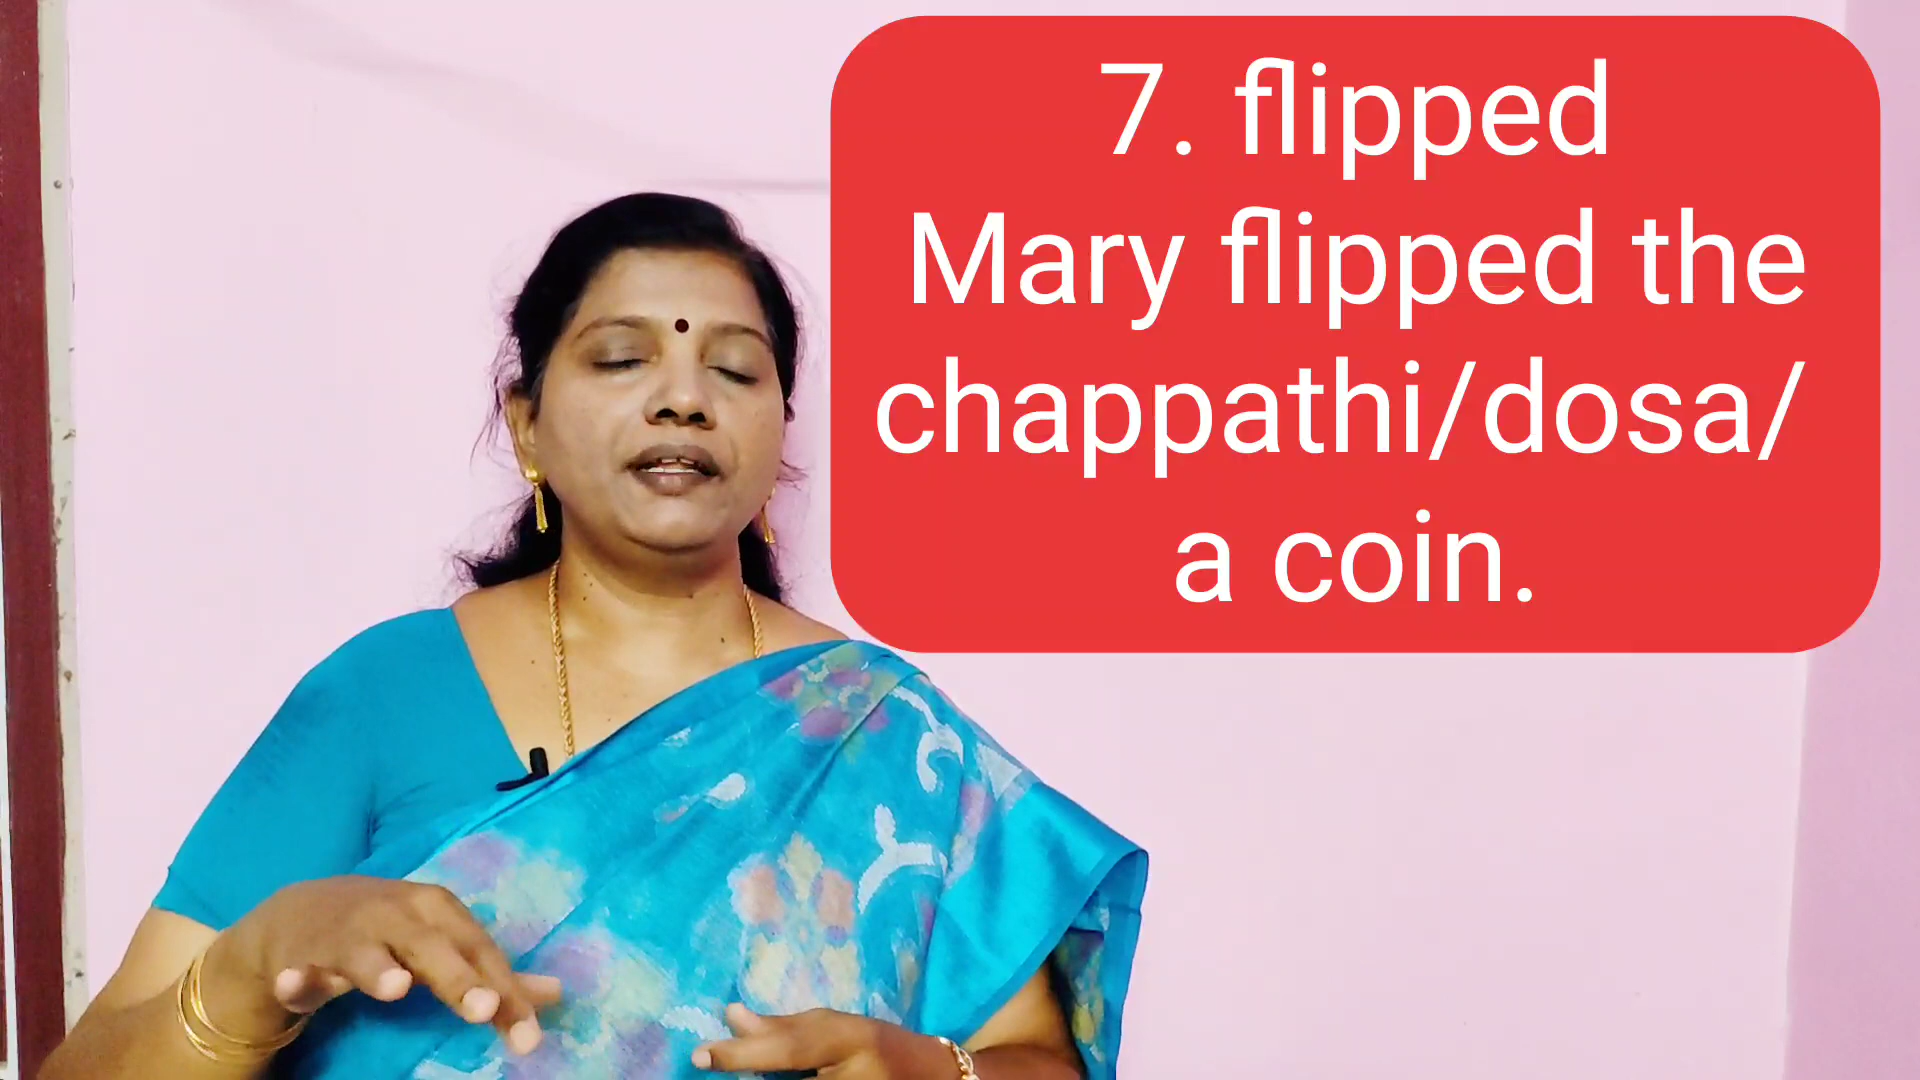 7. flipped
Mary flipped the
chappathi/dosa/
a coin.